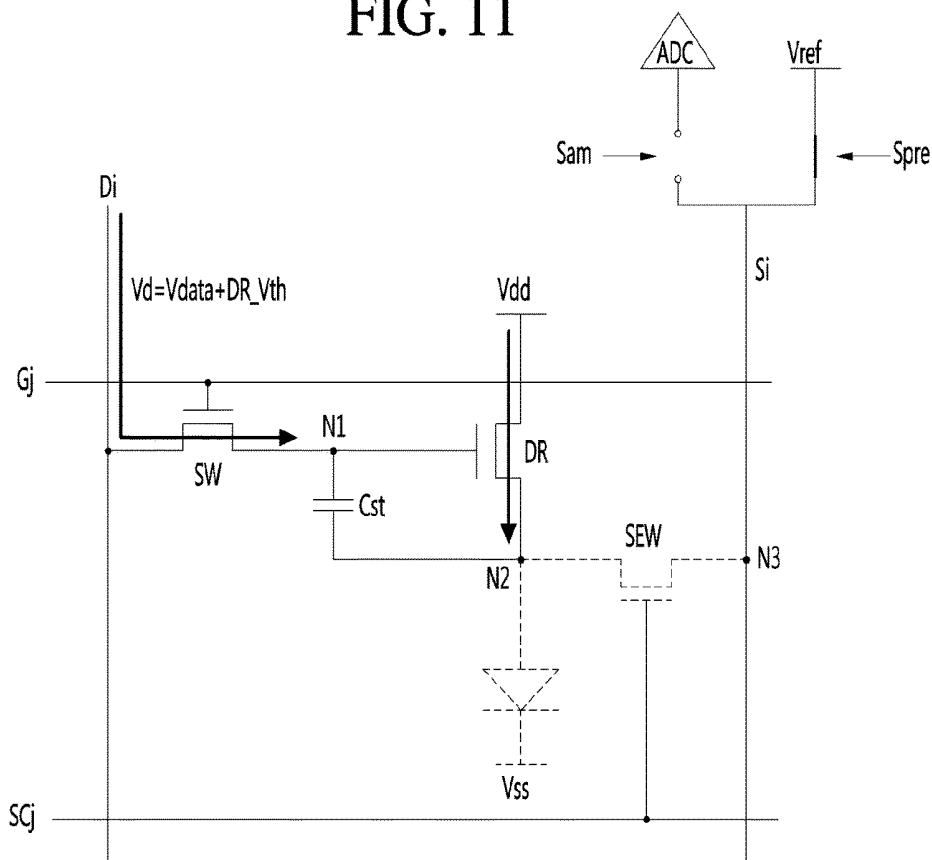 FIG. 11
ADC
Vref
Sam
Spre
Di
Si
Vd=Vdata+DR_Vth
Vdd
Gj
N1
DR
SW
Cst
SEW
N2
N3
Vss
SCj